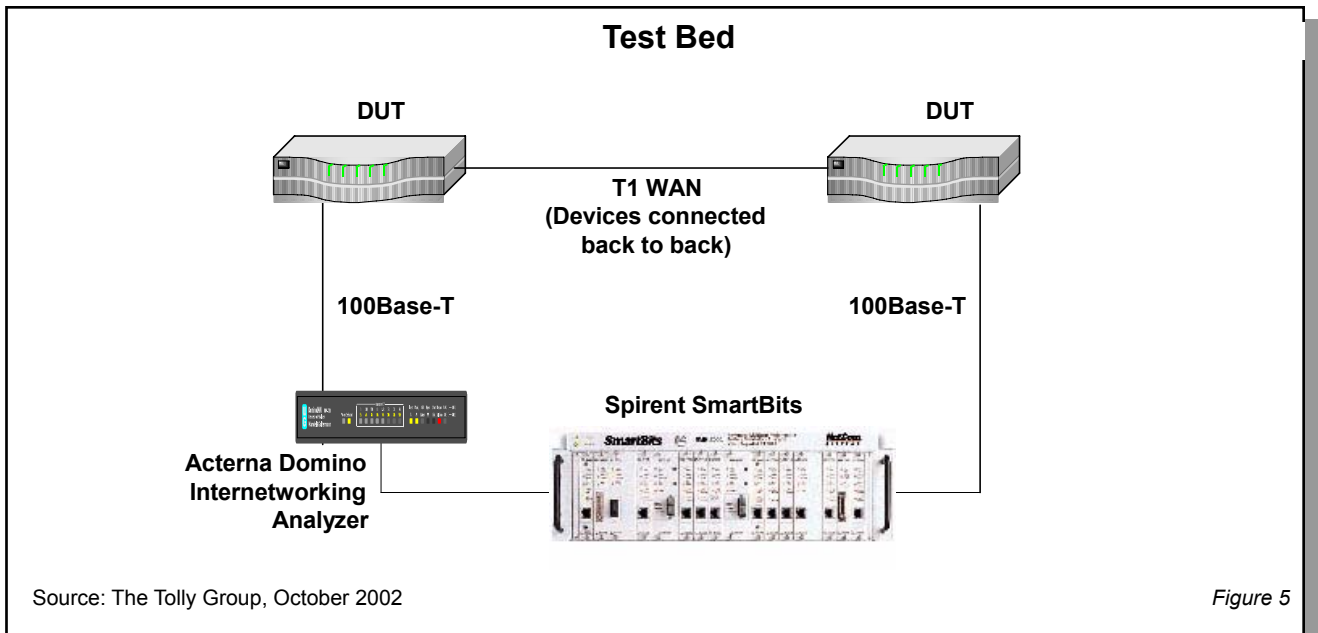 Test Bed
DUT
DUT
T1 WAN
(Devices connected
back to back)
100Base-T
100Base-T
Spirent SmartBits
SmartBits
Acterna Domino
Internetworking
Analyzer
Source: The Tolly Group, October 2002
Figure 5